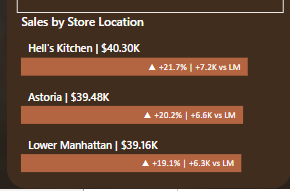 Sales by Store Location
Hell's Kitchen | $40.30K
▲ +21.7% | +7.2K vs LM
Astoria | $39.48K
▲ +20.2% | +6.6K vs LM
Lower Manhattan | $39.16K
▲ +19.1% | +6.3K vs LM